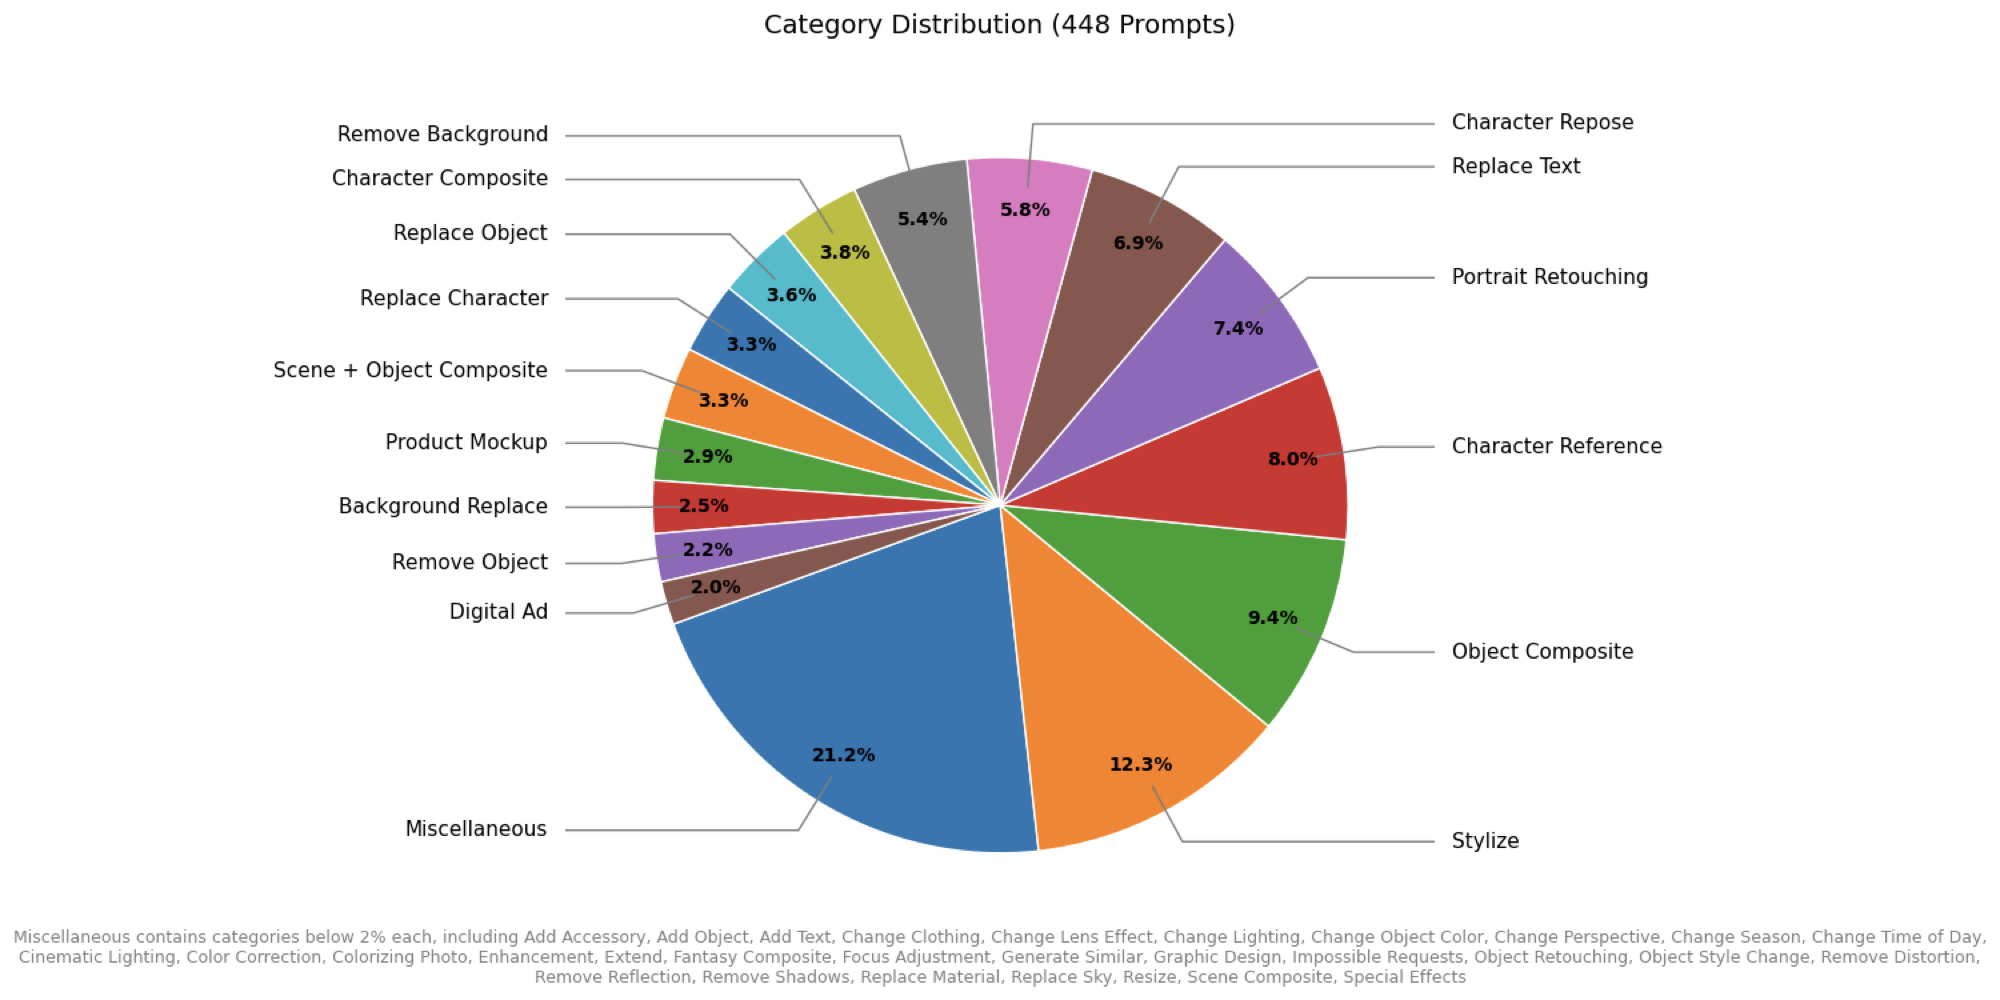 Category Distribution (448 Prompts)
Remove Background
Character Composite
Replace Object
Replace Character
Scene + Object Composite
Product Mockup
Background Replace
Remove Object
Digital Ad
Miscellaneous
Character Repose
Replace Text
Portrait Retouching
Character Reference
Object Composite
Stylize
5.4%
5.8%
6.9%
3.8%
3.6%
7.4%
3.3%
3.3%
8.0%
2.9%
2.5%
2.2%
2.0%
9.4%
21.2%
12.3%
Miscellaneous contains categories below 2% each, including Add Accessory, Add Object, Add Text, Change Clothing, Change Lens Effect, Change Lighting, Change Object Color, Change Perspective, Change Season, Change Time of Day,
Cinematic Lighting, Color Correction, Colorizing Photo, Enhancement, Extend, Fantasy Composite, Focus Adjustment, Generate Similar, Graphic Design, Impossible Requests, Object Retouching, Object Style Change, Remove Distortion,
Remove Reflection, Remove Shadows, Replace Material, Replace Sky, Resize, Scene Composite, Special Effects